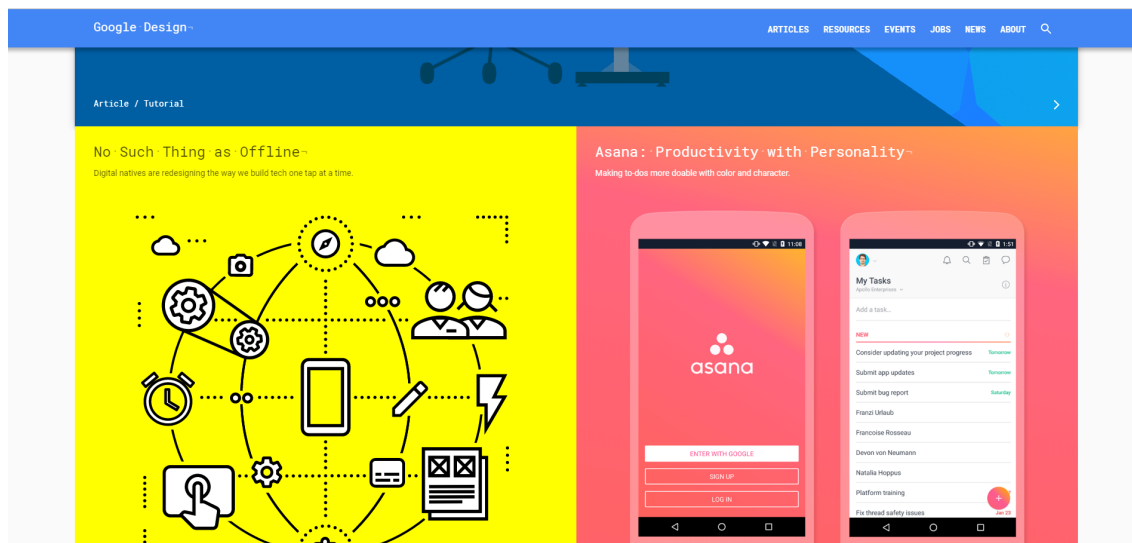 Google Design¬
ARTICLES RESOURCES EVENTS JOBS NEWS ABOUT
Article / Tutorial
No·Such·Thing·as·Offline¬
Digital natives are redesigning the way we build tech one tap at a time.
Asana:·Productivity·with·Personality¬
Making to-dos more doable with color and character.
11:08
asana
ENTER WITH GOOGLE
SIGN UP
LOG IN
1:51
My Tasks
Apollo Enterprises
Add a task...
NEW
Consider updating your project progress Tomorrow
Submit app updates Tomorrow
Submit bug report Saturday
Franzi Urlaub
Francoise Rosseau
Devon von Neumann
Natalia Hoppus
Platform training
Fix thread safety issues Jan 23